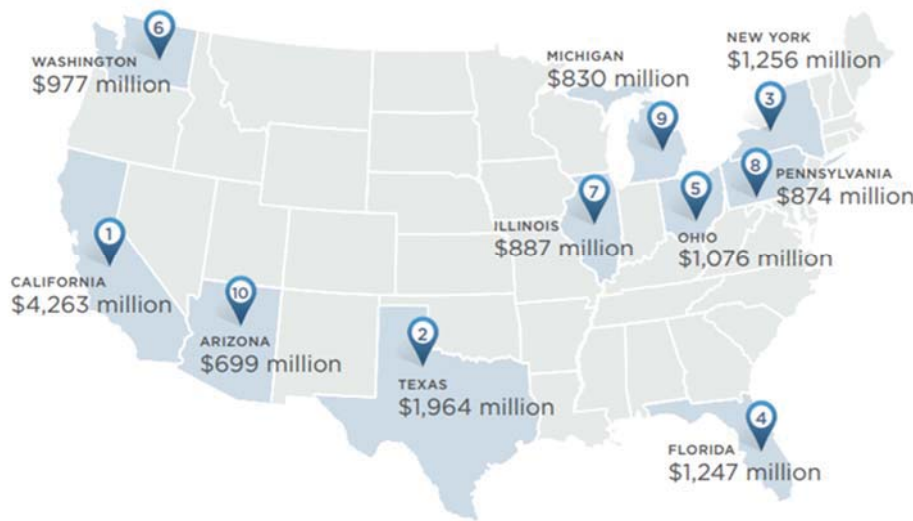 6
WASHINGTON
$977 million
MICHIGAN
$830 million
9
NEW YORK
$1,256 million
3
8
PENNSYLVANIA
$874 million
7
ILLINOIS
$887 million
5
OHIO
$1,076 million
1
CALIFORNIA
$4,263 million
10
ARIZONA
$699 million
2
TEXAS
$1,964 million
4
FLORIDA
$1,247 million